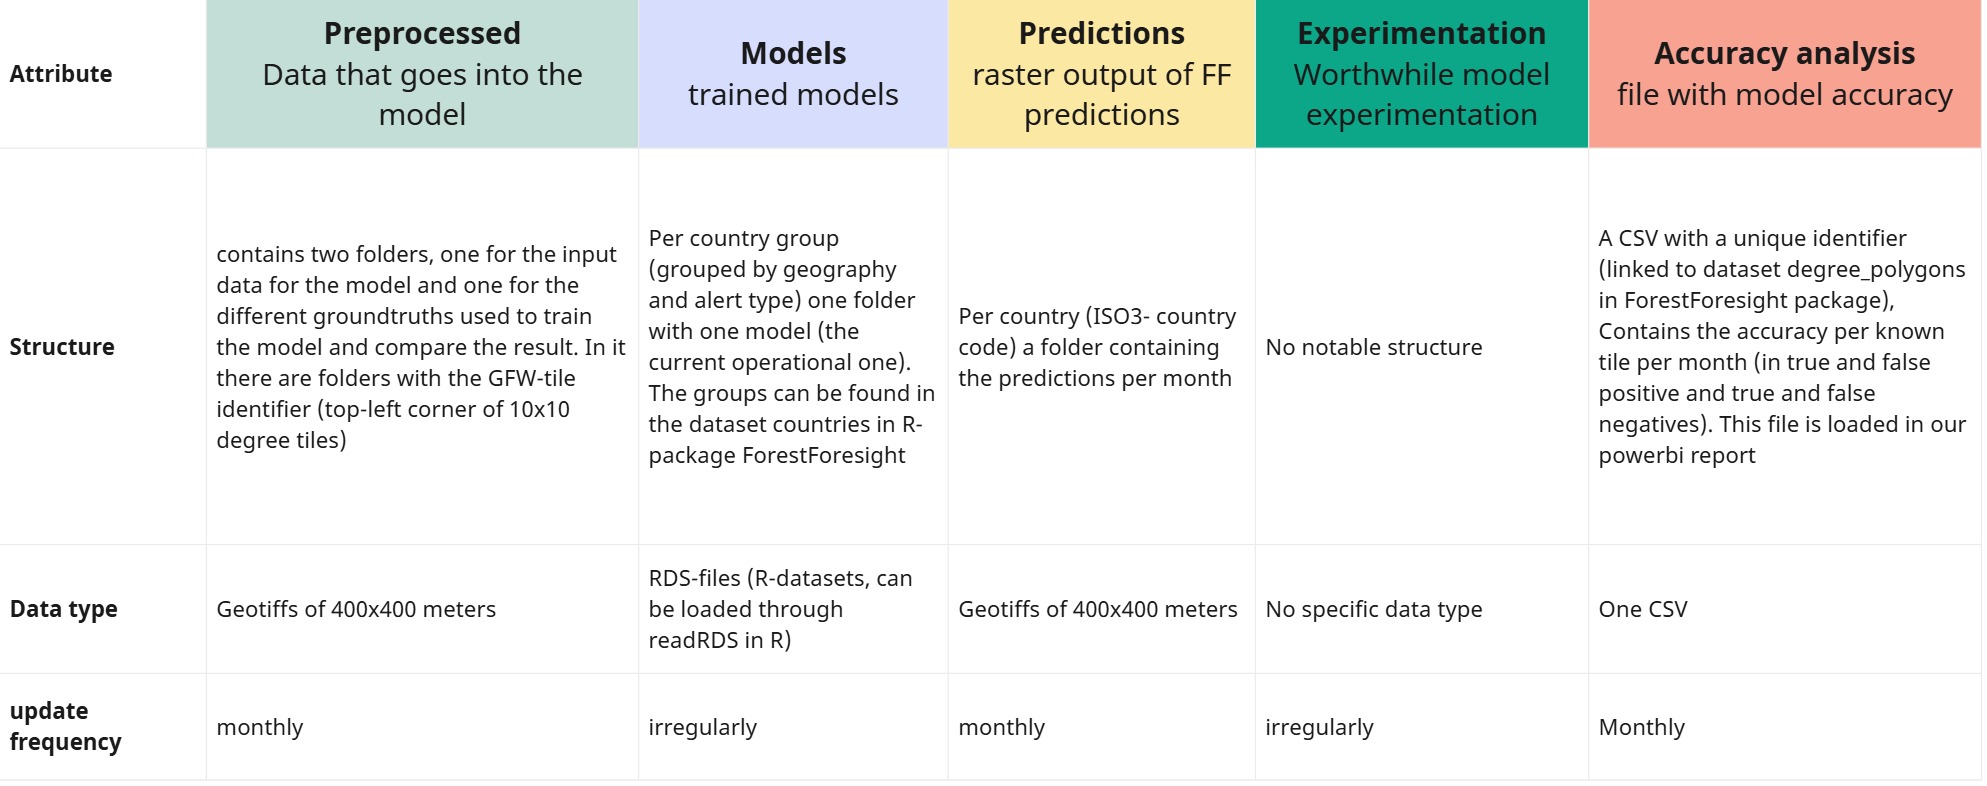 Attribute
Preprocessed
Data that goes into the
model
Models
trained models
Predictions
raster output of FF
predictions
Experimentation
Worthwhile model
experimentation
Accuracy analysis
file with model accuracy
Structure
contains two folders, one for the input
data for the model and one for the
different groundtruths used to train
the model and compare the result. In it
there are folders with the GFW-tile
identifier (top-left corner of 10x10
degree tiles)
Per country group
(grouped by geography
and alert type) one folder
with one model (the
current operational one).
The groups can be found in
the dataset countries in R-
package ForestForesight
Per country (ISO3- country
code) a folder containing
the predictions per month
No notable structure
A CSV with a unique identifier
(linked to dataset degree_polygons
in ForestForesight package),
Contains the accuracy per known
tile per month (in true and false
positive and true and false
negatives). This file is loaded in our
powerbi report
Data type
Geotiffs of 400x400 meters
RDS-files (R-datasets, can
be loaded through
readRDS in R)
Geotiffs of 400x400 meters
No specific data type
One CSV
update
frequency
monthly
irregularly
monthly
irregularly
Monthly